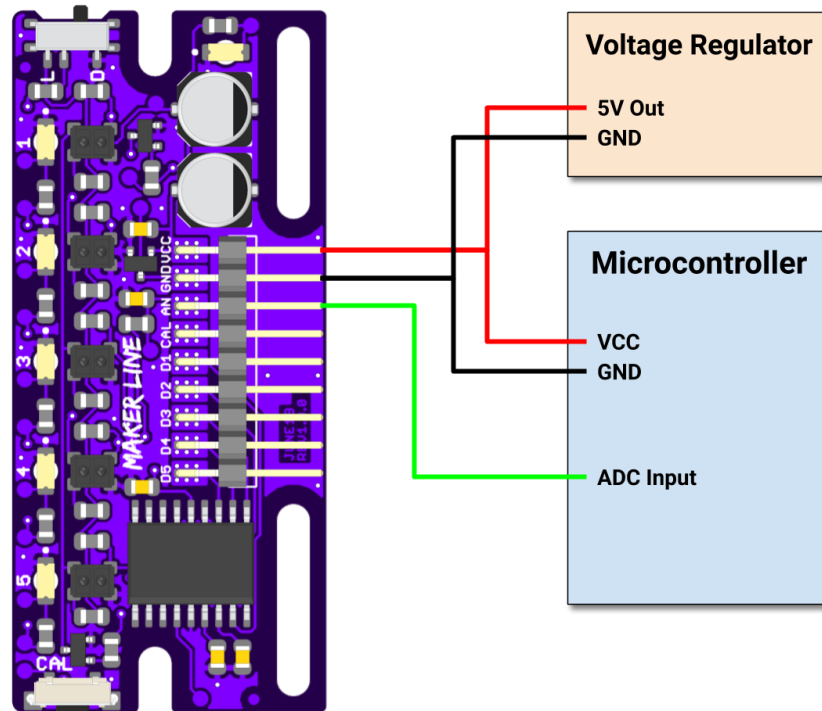 L D
1
2
3
4
5
CAL
VCC
GND
AN
CAL
D1
D2
D3
D4
D5
MAKER LINE
Voltage Regulator
5V Out
GND
Microcontroller
VCC
GND
ADC Input